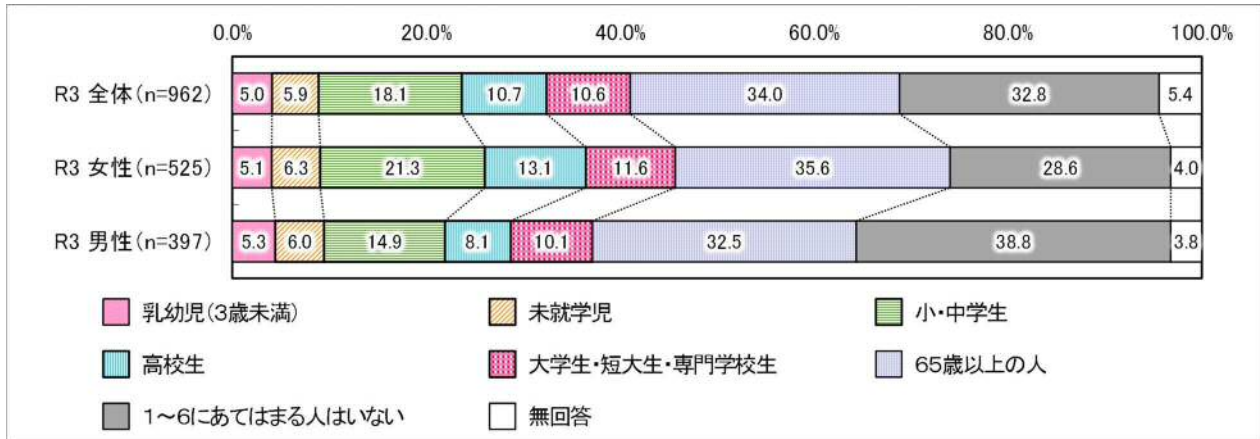 0.0% 20.0% 40.0% 60.0% 80.0% 100.0%
R3 全体(n=962) 5.0 5.9 18.1 10.7 10.6 34.0 32.8 5.4
R3 女性(n=525) 5.1 6.3 21.3 13.1 11.6 35.6 28.6 4.0
R3 男性(n=397) 5.3 6.0 14.9 8.1 10.1 32.5 38.8 3.8
乳幼児(3歳未満) 未就学児 小・中学生
高校生 大学生・短大生・専門学校生 65歳以上の人
1~6にあてはまる人はいない 無回答